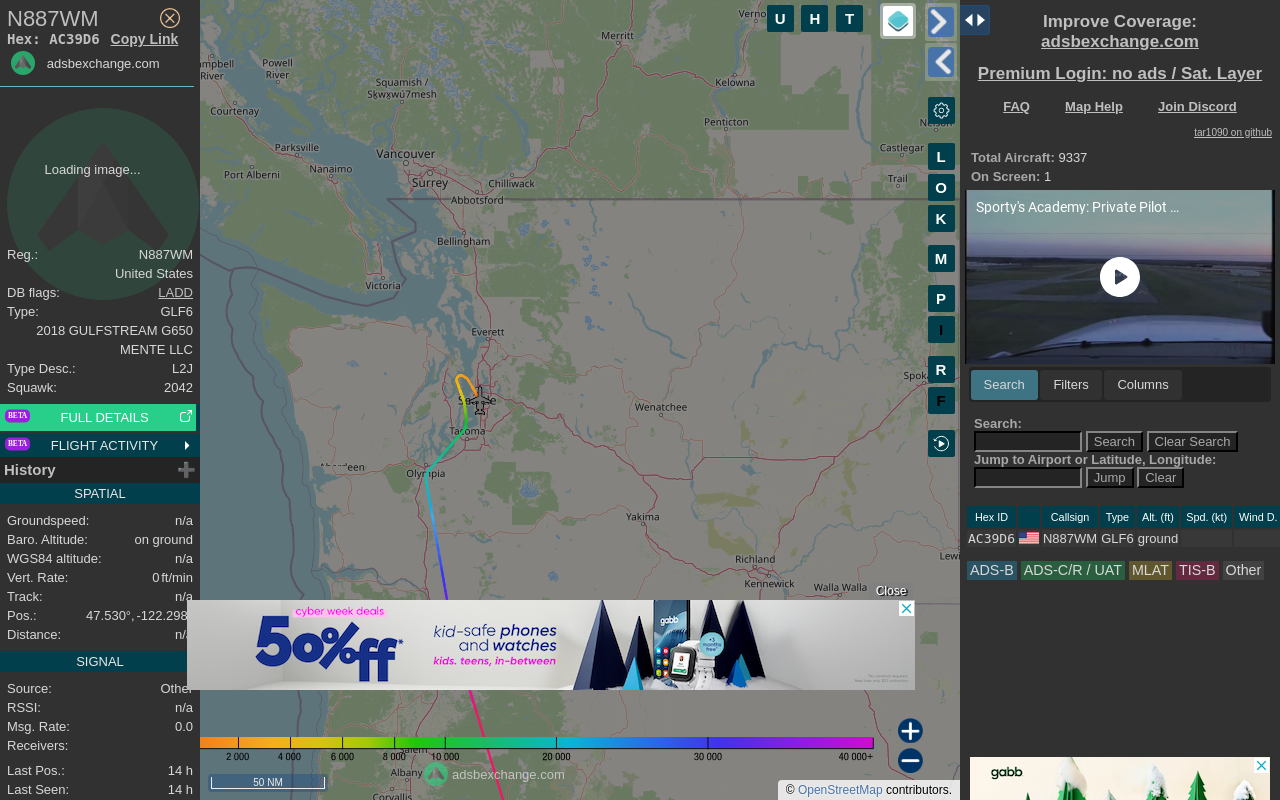 N887WM
Hex: AC39D6 Copy Link
adsbexchange.com
Loading image...
Reg.: N887WM
United States
DB flags: LADD
Type: GLF6
2018 GULFSTREAM G650
MENTE LLC
Type Desc.: L2J
Squawk: 2042
BETA FULL DETAILS
BETA FLIGHT ACTIVITY
History
SPATIAL
Groundspeed: n/a
Baro. Altitude: on ground
WGS84 altitude: n/a
Vert. Rate: 0 ft/min
Track: n/a
Pos.: 47.530°, -122.298
Distance: n/
SIGNAL
Source: Other
RSSI: n/a
Msg. Rate: 0.0
Receivers:
Last Pos.: 14 h
Last Seen: 14 h
U H T
L
O
K
M
P
I
R
F
Merritt
Kelowna
Penticton
Castlegar
Trail
Powell
River
Campbell
River
Squamish /
Sḵwx̱wú7mesh
Courtenay
Parksville
Nanaimo
Port Alberni
Vancouver
Surrey
Chilliwack
Abbotsford
Bellingham
Victoria
Everett
Tacoma
Wenatchee
Aberdeen
Olympia
Yakima
Richland
Kennewick
Walla Walla
Albany
Corvallis
Close
cyber week deals
50%off*
kid-safe phones
and watches
kids. teens, in-between
gabb
+3
months
free*
2 000 4 000 6 000 8 000 10 000 20 000 30 000 40 000+
50 NM
adsbexchange.com
© OpenStreetMap contributors.
Improve Coverage:
adsbexchange.com
Premium Login: no ads / Sat. Layer
FAQ Map Help Join Discord
tar1090 on github
Total Aircraft: 9337
On Screen: 1
Sporty's Academy: Private Pilot ...
Search Filters Columns
Search:
Search Clear Search
Jump to Airport or Latitude, Longitude:
Jump Clear
Hex ID Callsign Type Alt. (ft) Spd. (kt) Wind D.
AC39D6 N887WM GLF6 ground
ADS-B ADS-C/R / UAT MLAT TIS-B Other
gabb